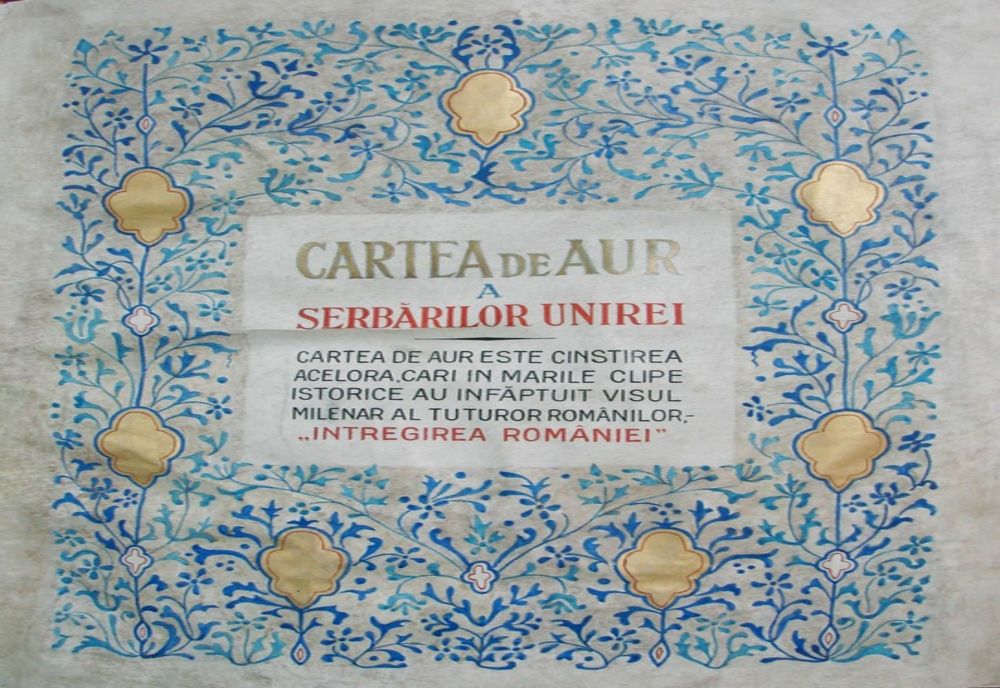 CARTEA DE AUR
A
SERBĂRILOR UNIREI
CARTEA DE AUR ESTE CINSTIREA
ACELORA, CARI IN MARILE CLIPE
ISTORICE AU INFĂPTUIT VISUL
MILENAR AL TUTUROR ROMÂNILOR,-
„INTREGIREA ROMÂNIEI”